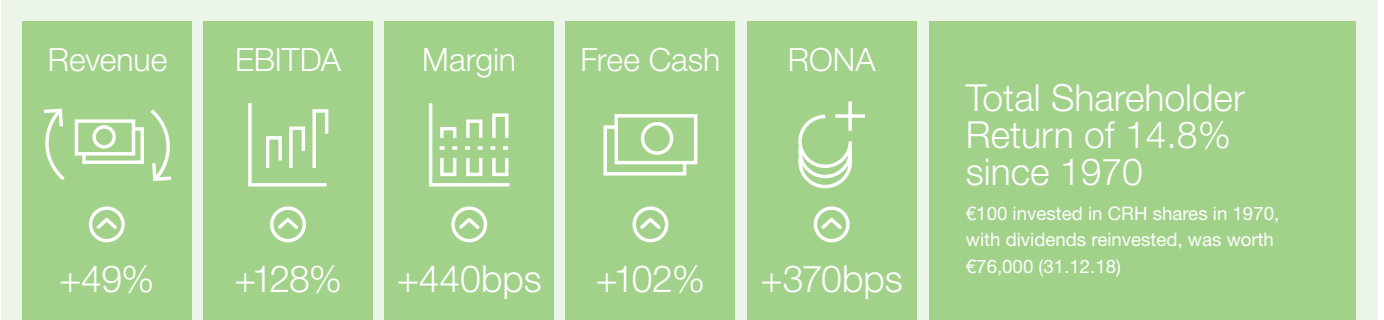 Revenue
+49%
EBITDA
+128%
Margin
+440bps
Free Cash
+102%
RONA
+370bps
Total Shareholder
Return of 14.8%
since 1970
€100 invested in CRH shares in 1970,
with dividends reinvested, was worth
€76,000 (31.12.18)